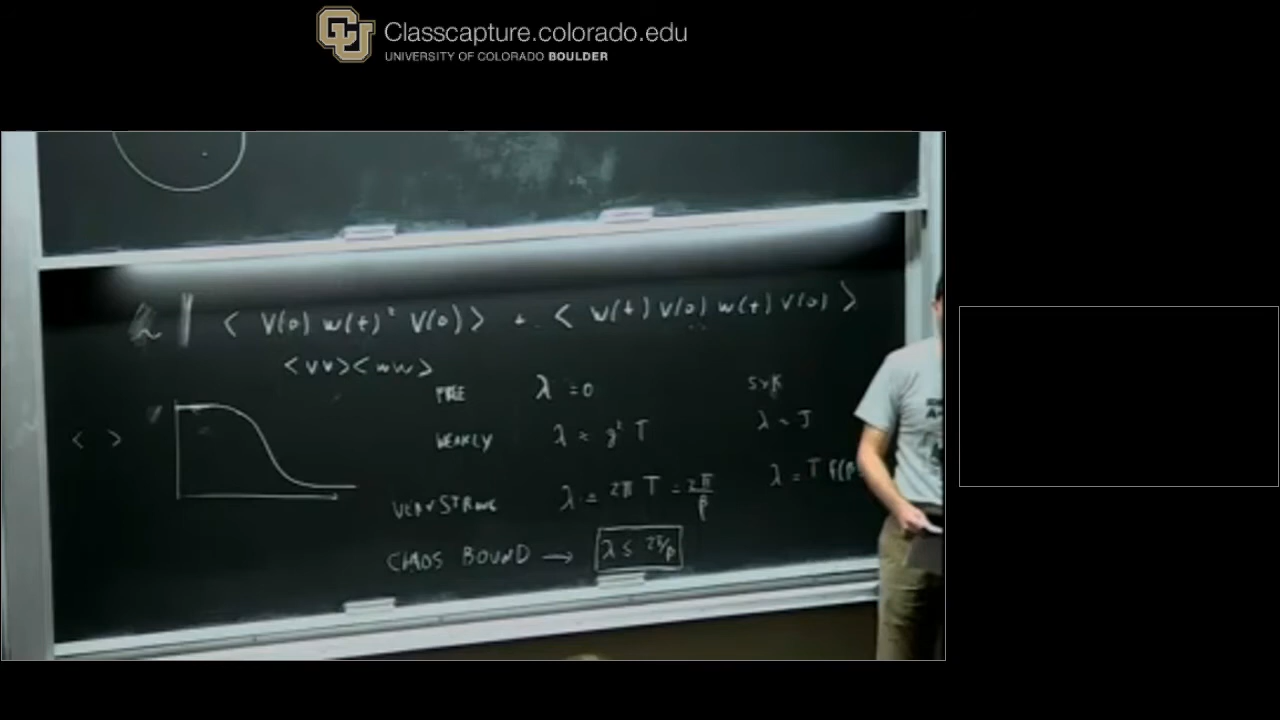 Classcapture.colorado.edu
UNIVERSITY OF COLORADO BOULDER
< V(0) W(t)² V(0) > + < W(t) V(0) W(t) V(0) >
<VV><WW>
FREE λ = 0 SYK
< > WEAKLY λ ≈ g² T λ ~ J
VERY STRONG λ = 2π T = 2π/β λ = T f(β
CHAOS BOUND → λ ≤ 2π/β